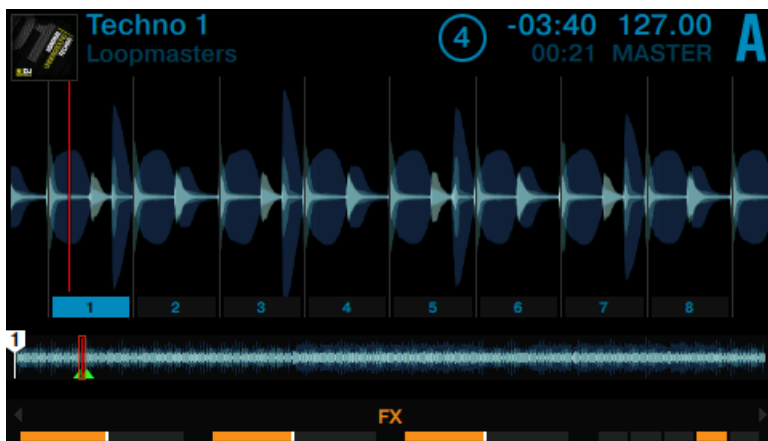 Techno 1
Loopmasters
4
-03:40 127.00
00:21 MASTER
A
1 2 3 4 5 6 7 8
1
FX